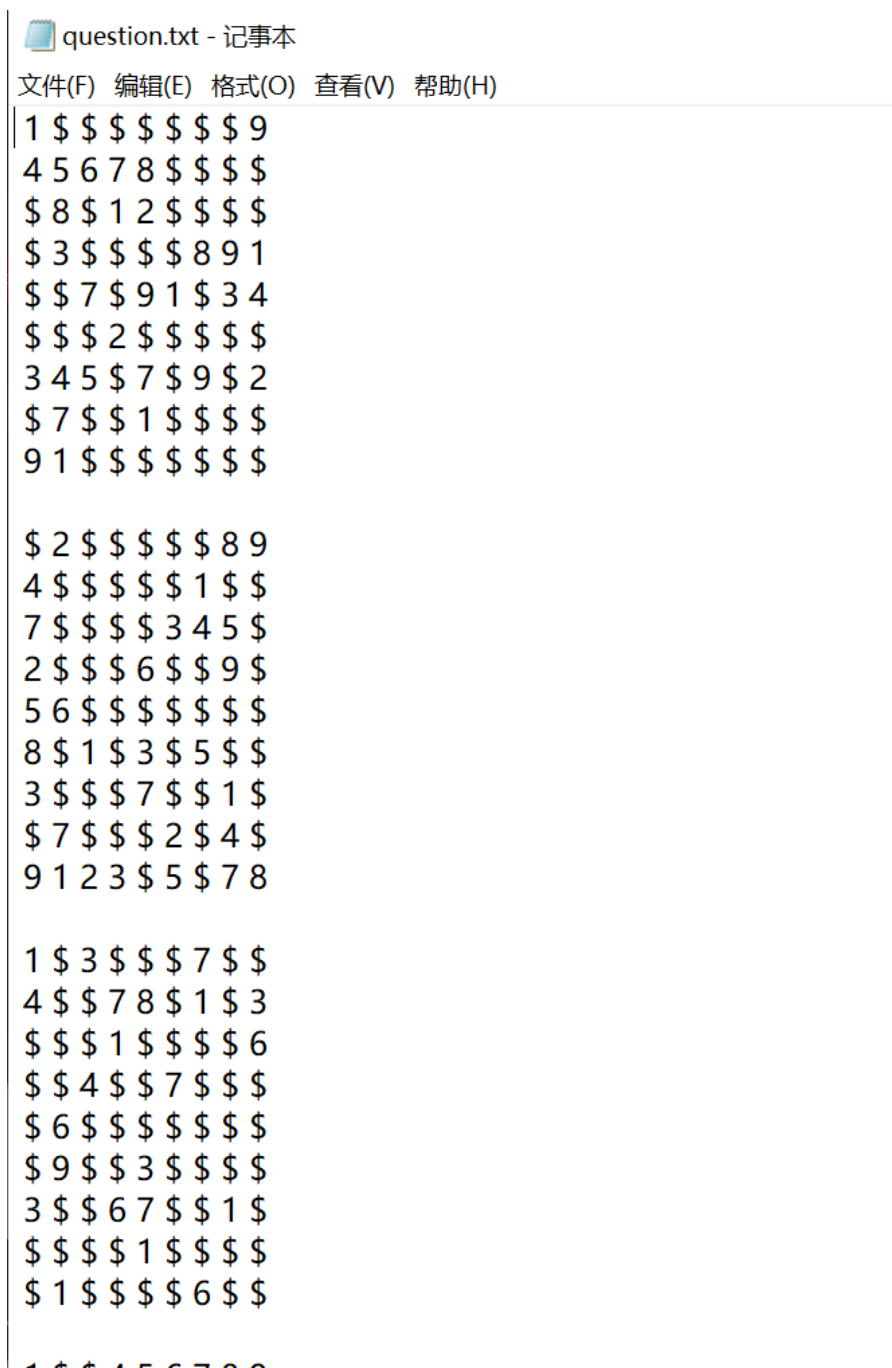 question.txt - 记事本
文件(F) 编辑(E) 格式(O) 查看(V) 帮助(H)
1 $ $ $ $ $ $ $ 9
4 5 6 7 8 $ $ $ $
$ 8 $ 1 2 $ $ $ $
$ 3 $ $ $ $ 8 9 1
$ $ 7 $ 9 1 $ 3 4
$ $ $ 2 $ $ $ $ $
3 4 5 $ 7 $ 9 $ 2
$ 7 $ $ 1 $ $ $ $
9 1 $ $ $ $ $ $ $
$ 2 $ $ $ $ $ 8 9
4 $ $ $ $ $ 1 $ $
7 $ $ $ $ 3 4 5 $
2 $ $ $ 6 $ $ 9 $
5 6 $ $ $ $ $ $ $
8 $ 1 $ 3 $ 5 $ $
3 $ $ $ 7 $ $ 1 $
$ 7 $ $ $ 2 $ 4 $
9 1 2 3 $ 5 $ 7 8
1 $ 3 $ $ $ 7 $ $
4 $ $ 7 8 $ 1 $ 3
$ $ $ 1 $ $ $ $ 6
$ $ 4 $ $ 7 $ $ $
$ 6 $ $ $ $ $ $ $
$ 9 $ $ 3 $ $ $ $
3 $ $ 6 7 $ $ 1 $
$ $ $ $ 1 $ $ $ $
$ 1 $ $ $ $ 6 $ $